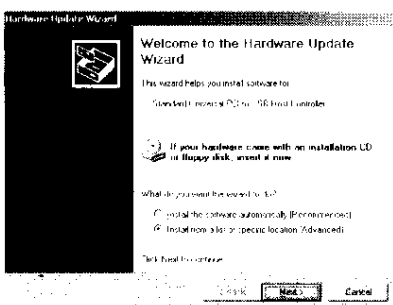 Hardware Update Wizard
Welcome to the Hardware Update
Wizard
This wizard helps you install software for:
Standard Universal PCI to USB Host Controller
If your hardware came with an installation CD
or floppy disk, insert it now.
What do you want the wizard to do?
Install the software automatically (Recommended)
Install from a list or specific location (Advanced)
Click Next to continue.
< Back
Next >
Cancel